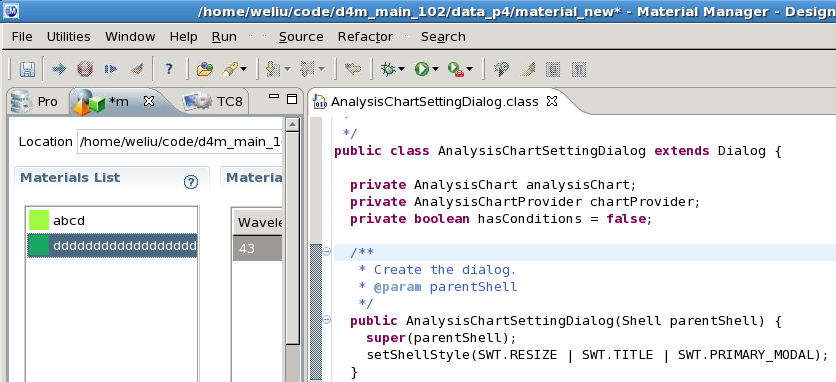 /home/weliu/code/d4m_main_102/data_p4/material_new* - Material Manager - Design
File Utilities Window Help Run Source Refactor Search
Pro *m TC8
AnalysisChartSettingDialog.class
Location /home/weliu/code/d4m_main_1
Materials List
Materia
abcd
dddddddddddddddddd
Wavele
43
*/
public class AnalysisChartSettingDialog extends Dialog {
private AnalysisChart analysisChart;
private AnalysisChartProvider chartProvider;
private boolean hasConditions = false;
/**
* Create the dialog.
* @param parentShell
*/
public AnalysisChartSettingDialog(Shell parentShell) {
super(parentShell);
setShellStyle(SWT.RESIZE | SWT.TITLE | SWT.PRIMARY_MODAL);
}